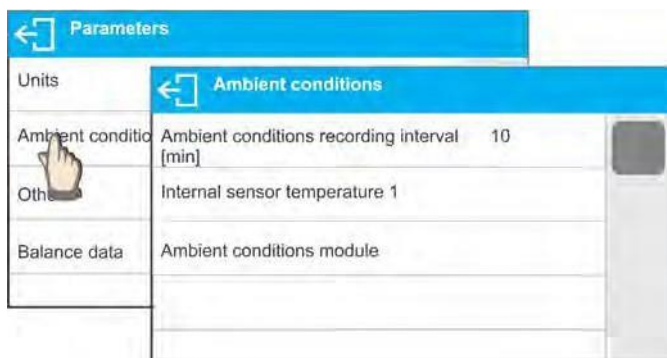 Parameters
Units
Ambient conditio
Othe
Balance data
Ambient conditions
Ambient conditions recording interval 10
[min]
Internal sensor temperature 1
Ambient conditions module